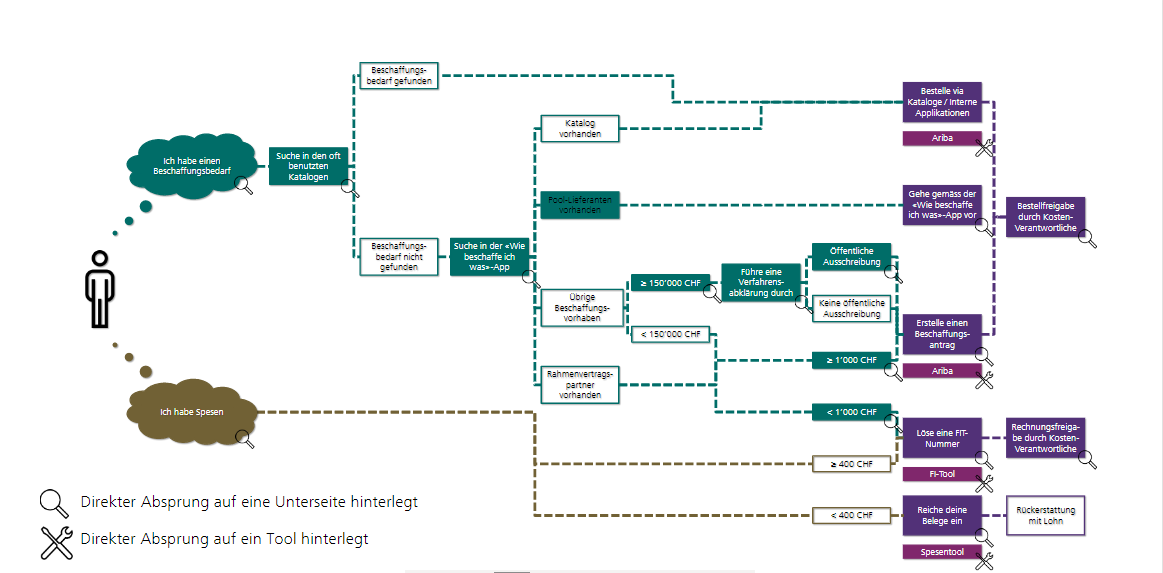 Beschaffungs-
bedarf gefunden
Bestelle via
Kataloge / Interne
Applikationen
Ariba
Katalog
vorhanden
Ich habe einen
Beschaffungsbedarf
Suche in den oft
benutzten
Katalogen
Pool-Lieferanten
vorhanden
Gehe gemäss der
«Wie beschaffe
ich was»-App vor
Bestellfreigabe
durch Kosten-
Verantwortliche
Beschaffungs-
bedarf nicht
gefunden
Suche in der «Wie
beschaffe ich
was»-App
Öffentliche
Ausschreibung
≥ 150'000 CHF
Führe eine
Verfahrens-
abklärung durch
Übrige
Beschaffungs-
vorhaben
Keine öffentliche
Ausschreibung
< 150'000 CHF
Erstelle einen
Beschaffungs-
antrag
≥ 1'000 CHF
Ariba
Rahmenvertrags-
partner
vorhanden
Ich habe Spesen
< 1'000 CHF
Löse eine FIT-
Nummer
Rechnungsfreiga-
be durch Kosten-
Verantwortliche
≥ 400 CHF
FI-Tool
< 400 CHF
Reiche deine
Belege ein
Rückerstattung
mit Lohn
Spesentool
Direkter Absprung auf eine Unterseite hinterlegt
Direkter Absprung auf ein Tool hinterlegt